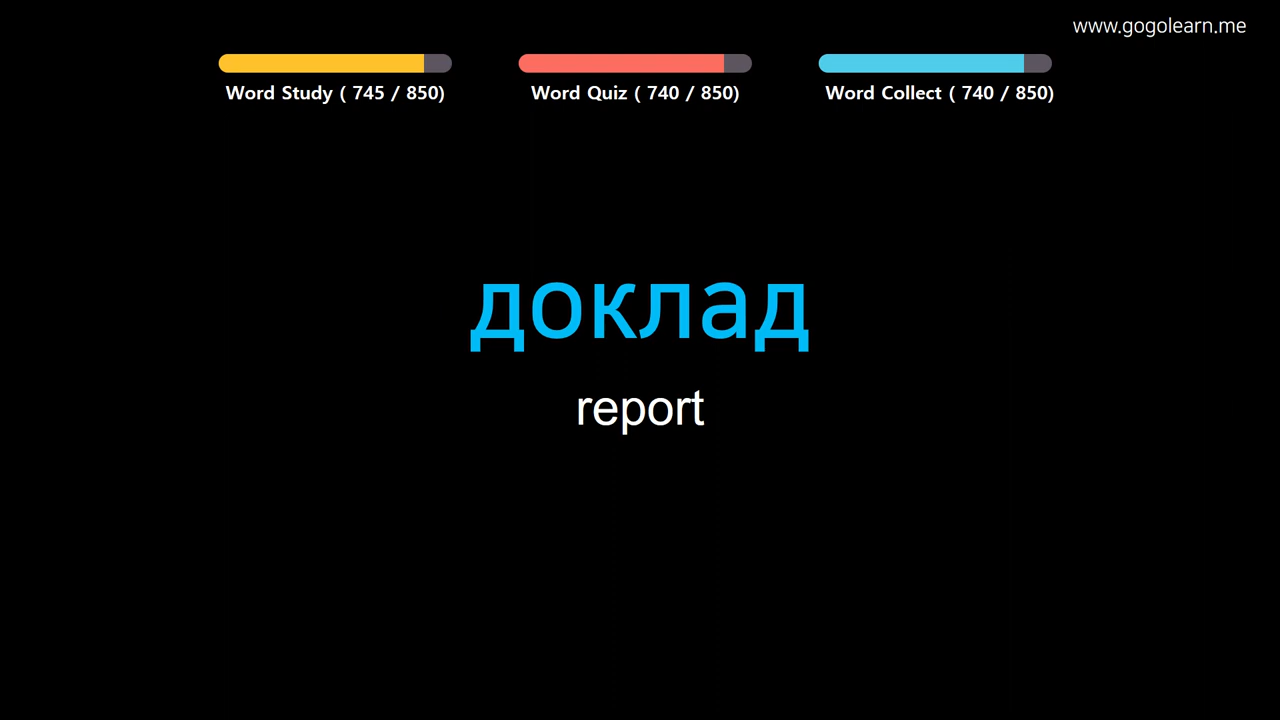 www.gogolearn.me
Word Study ( 745 / 850)
Word Quiz ( 740 / 850)
Word Collect ( 740 / 850)
доклад
report